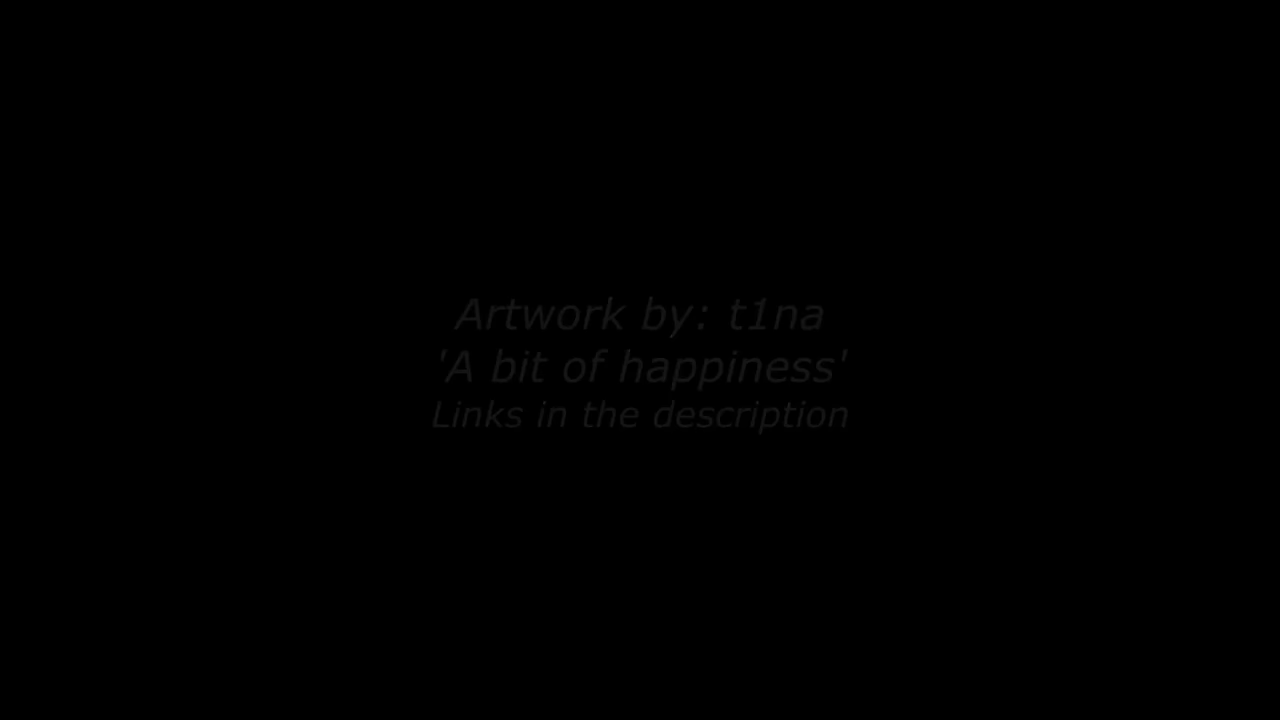 Artwork by: t1na
'A bit of happiness'
Links in the description